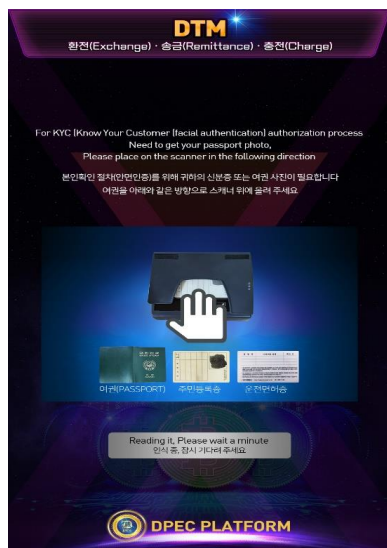 DTM
환전(Exchange) · 송금(Remittance) · 충전(Charge)
For KYC [Know Your Customer [facial authentication] authorization process
Need to get your passport photo,
Please place on the scanner in the following direction
본인확인 절차(안면인증)를 위해 귀하의 신분증 또는 여권 사진이 필요합니다
여권을 아래와 같은 방향으로 스캐너 위에 올려 주세요
여권(PASSPORT) 주민등록증 운전면허증
Reading it, Please wait a minute
인식 중, 잠시 기다려 주세요
DPEC PLATFORM